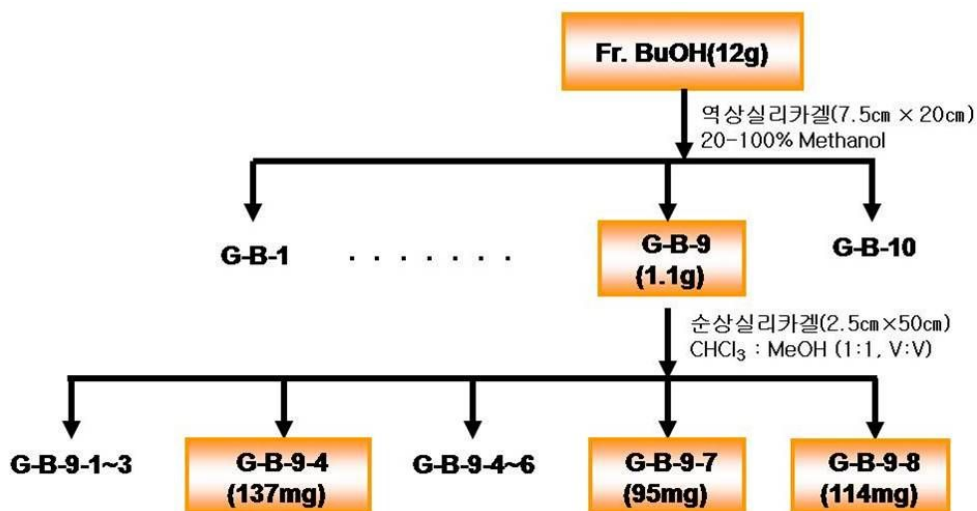 Fr. BuOH(12g)
역상실리카겔(7.5㎝ × 20㎝)
20-100% Methanol
G-B-1
. . . . . . .
G-B-9
(1.1g)
G-B-10
순상실리카겔(2.5㎝×50㎝)
CHCl₃ : MeOH (1:1, V:V)
G-B-9-1~3
G-B-9-4
(137mg)
G-B-9-4~6
G-B-9-7
(95mg)
G-B-9-8
(114mg)